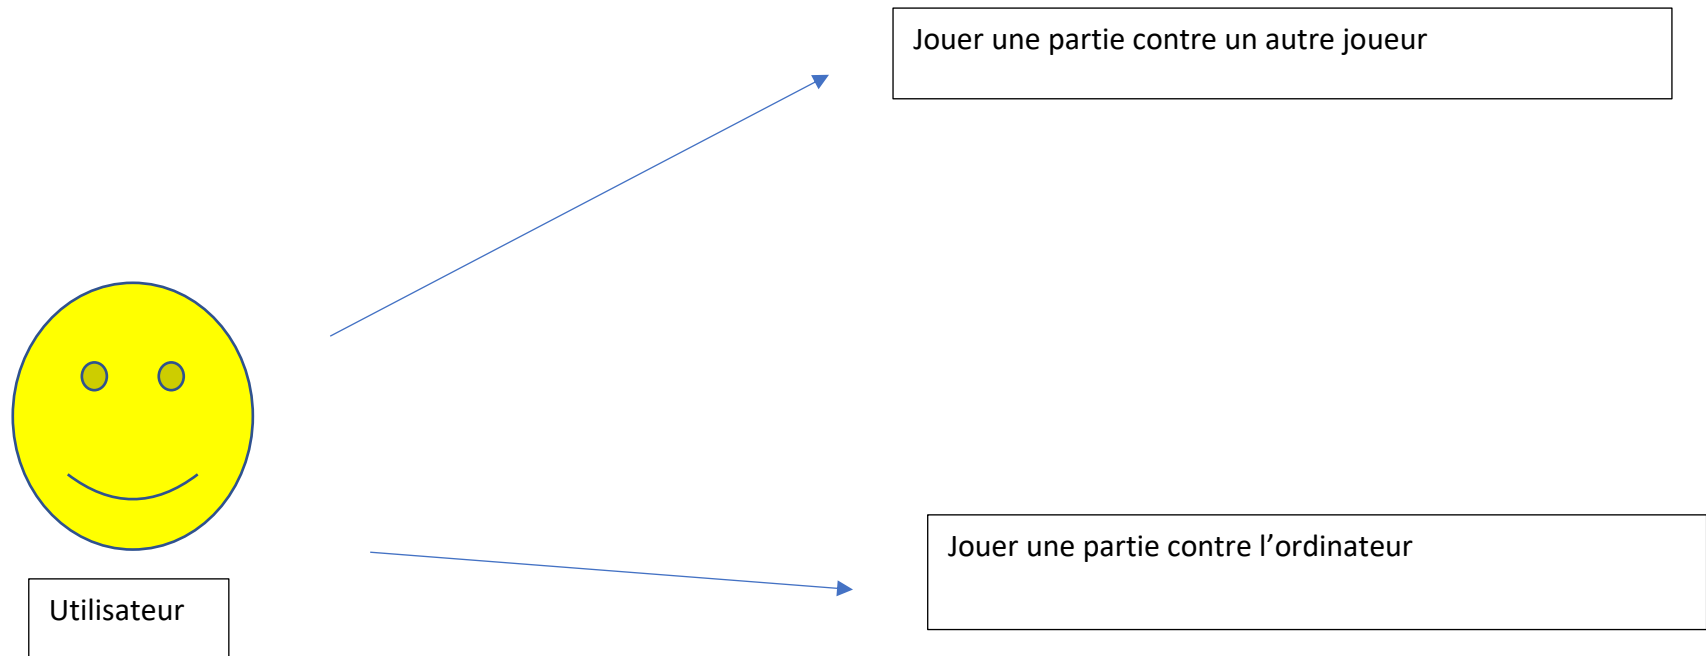 Jouer une partie contre un autre joueur
Jouer une partie contre l’ordinateur
Utilisateur